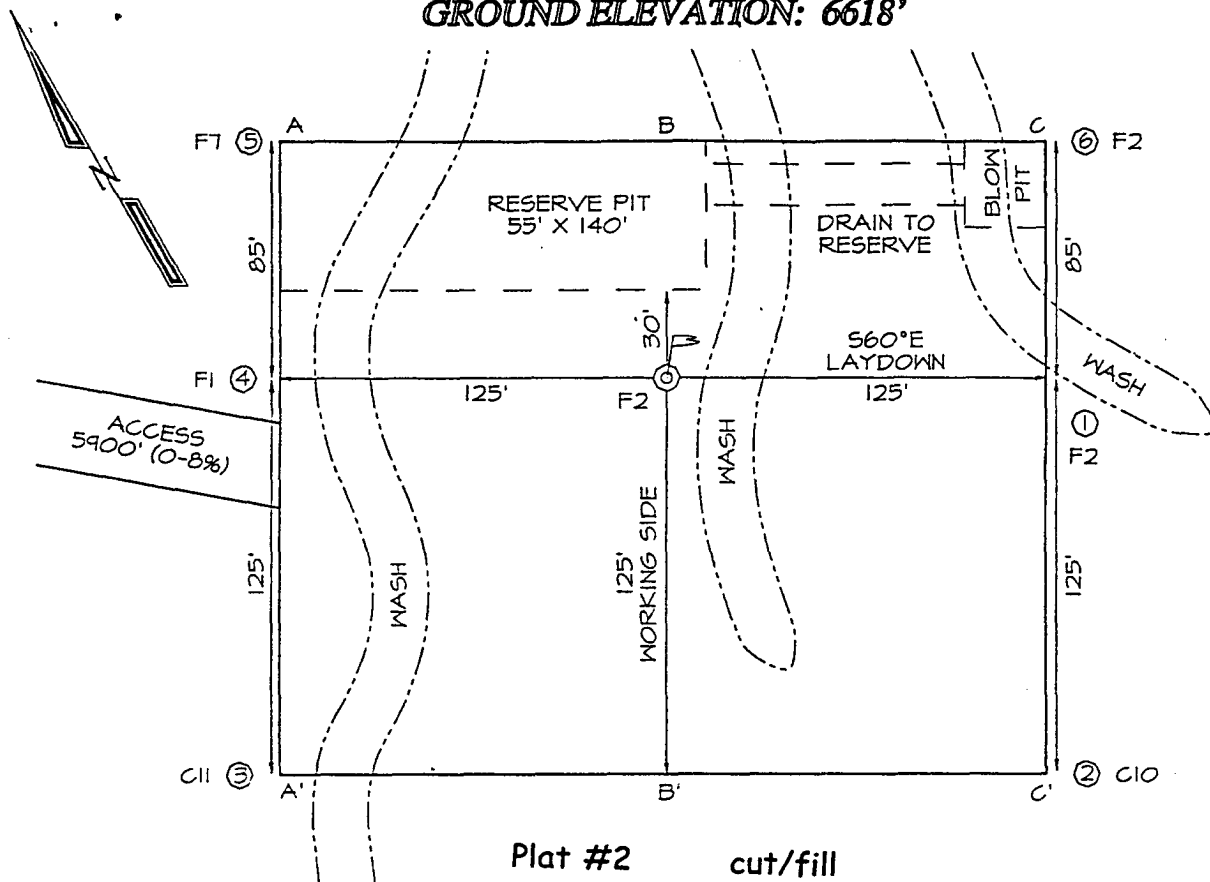 GROUND ELEVATION: 6618'
N
F7 ⑤ A B C ⑥ F2
RESERVE PIT
55' X 140'
BLOW
PIT
DRAIN TO
RESERVE
85'
85'
30'
S60°E
LAYDOWN
F1 ④ 125' F2 125'
WASH
① F2
ACCESS
5900' (0-8%)
WASH
WASH
125'
125'
WORKING SIDE
125'
C11 ③ A' B' C' ② C10
Plat #2 cut/fill